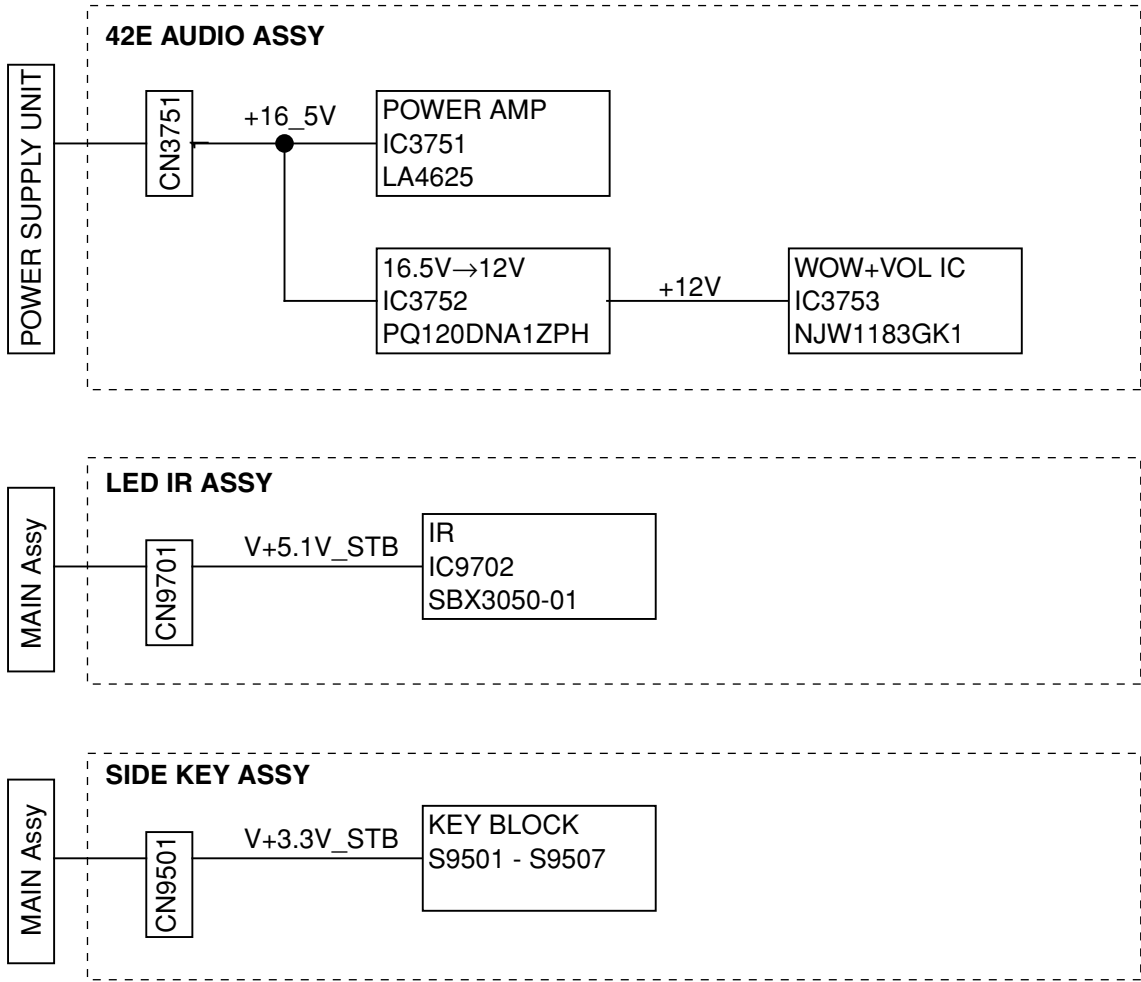 42E AUDIO ASSY
POWER SUPPLY UNIT
CN3751
+16_5V
POWER AMP
IC3751
LA4625
16.5V→12V
IC3752
PQ120DNA1ZPH
+12V
WOW+VOL IC
IC3753
NJW1183GK1
LED IR ASSY
MAIN Assy
CN9701
V+5.1V_STB
IR
IC9702
SBX3050-01
SIDE KEY ASSY
MAIN Assy
CN9501
V+3.3V_STB
KEY BLOCK
S9501 - S9507